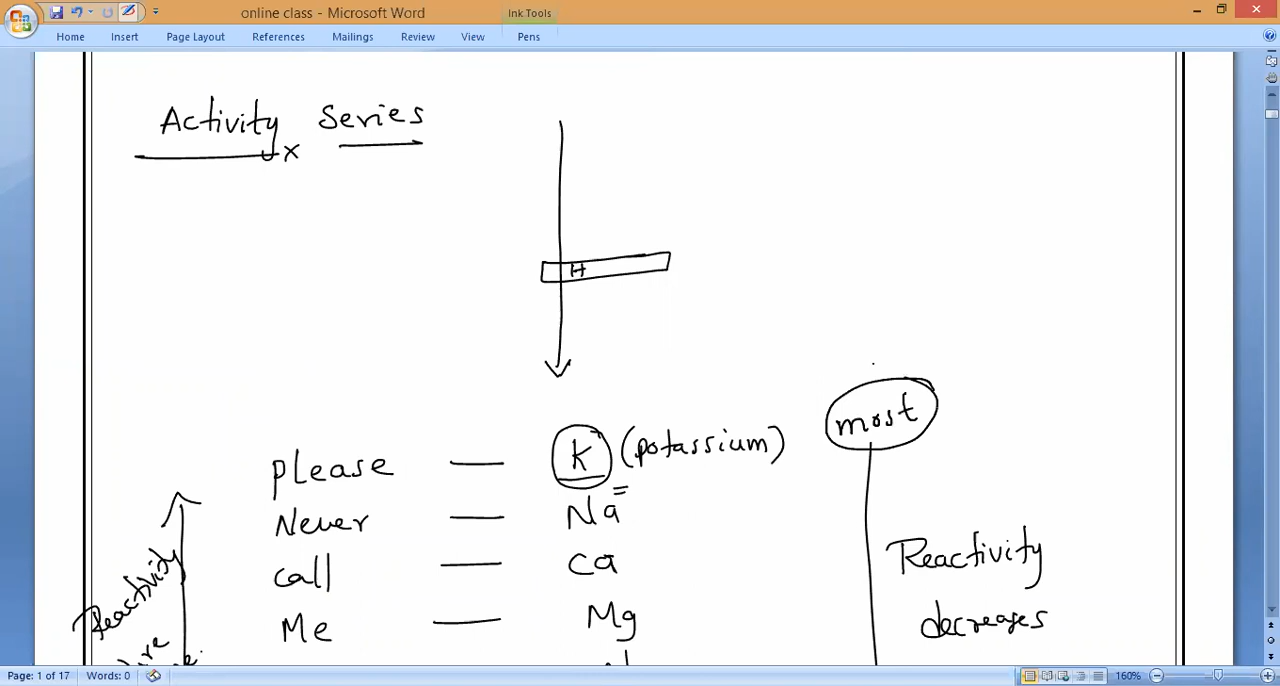 online class - Microsoft Word
Ink Tools
Home Insert Page Layout References Mailings Review View Pens
Activity Series
H
most
please — K (potassium)
Never — Na
call — ca
Me — Mg
Reactivity
decreases
Reactivity
Page: 1 of 17 Words: 0 160%